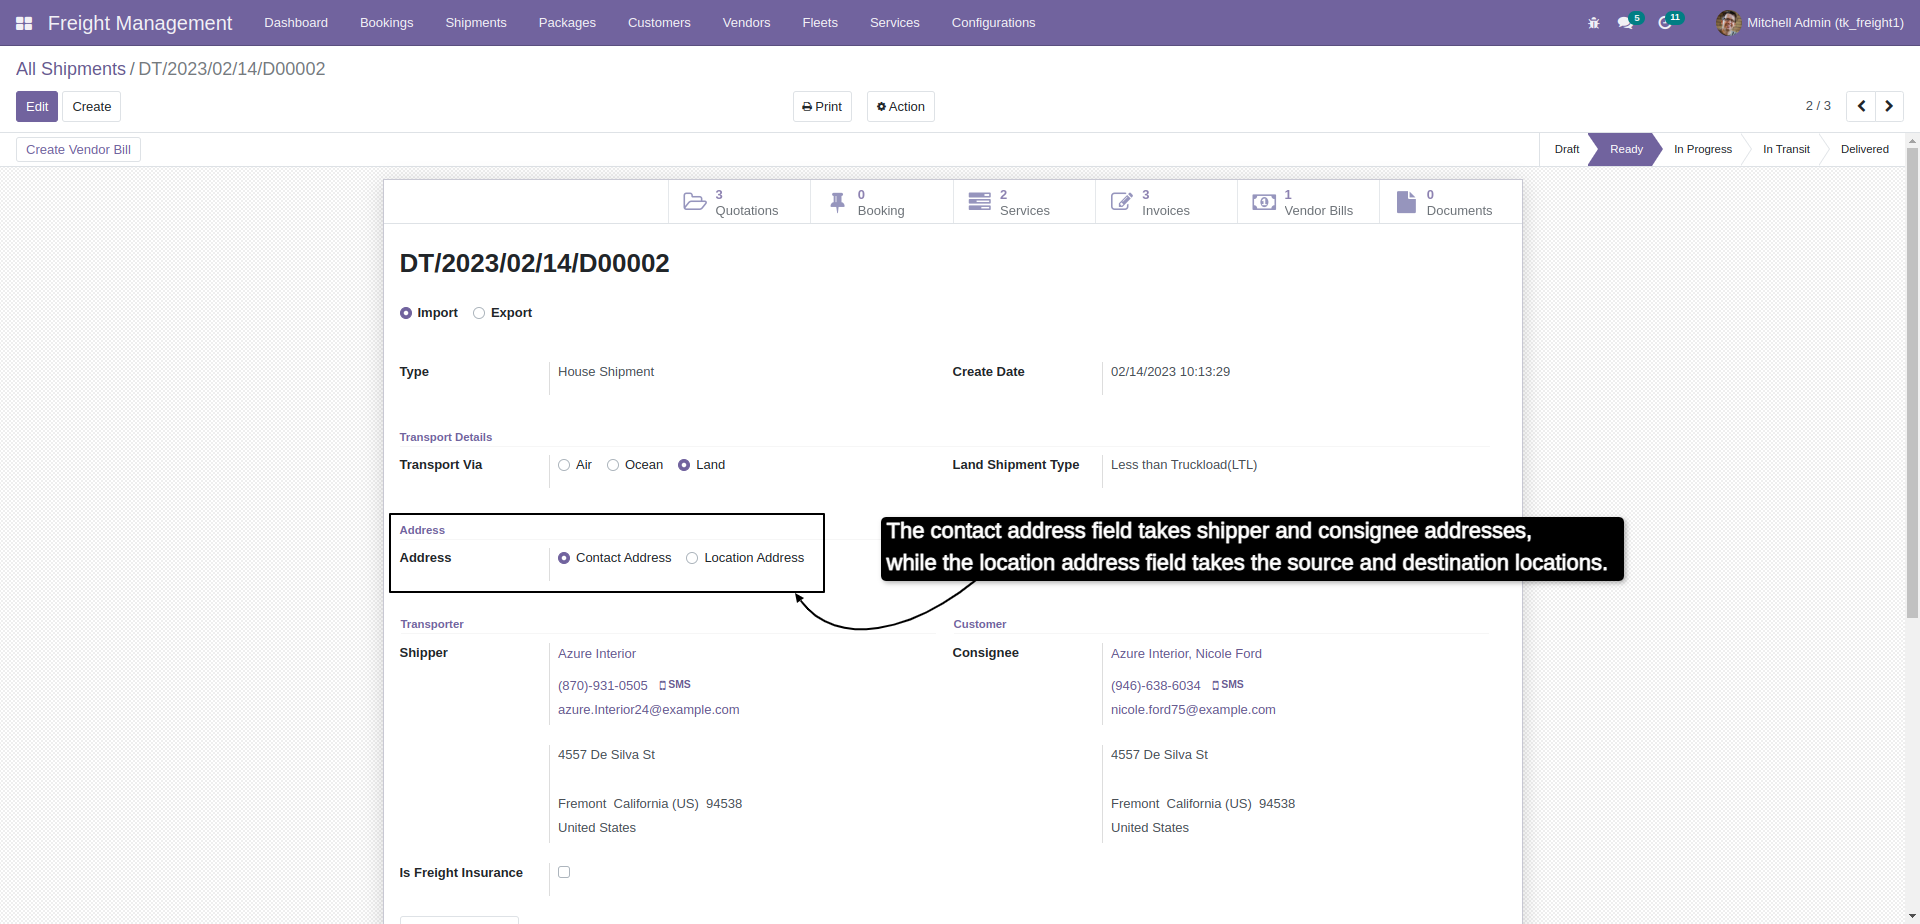 Freight Management Dashboard Bookings Shipments Packages Customers Vendors Fleets Services Configurations 5 11 Mitchell Admin (tk_freight1)
All Shipments / DT/2023/02/14/D00002
Edit Create Print Action 2 / 3
Create Vendor Bill Draft Ready In Progress In Transit Delivered
3 Quotations
0 Booking
2 Services
3 Invoices
1 Vendor Bills
0 Documents
DT/2023/02/14/D00002
Import Export
Type House Shipment Create Date 02/14/2023 10:13:29
Transport Details
Transport Via Air Ocean Land Land Shipment Type Less than Truckload(LTL)
Address
Address Contact Address Location Address
The contact address field takes shipper and consignee addresses,
while the location address field takes the source and destination locations.
Transporter Customer
Shipper Azure Interior Consignee Azure Interior, Nicole Ford
(870)-931-0505 SMS (946)-638-6034 SMS
azure.Interior24@example.com nicole.ford75@example.com
4557 De Silva St 4557 De Silva St
Fremont California (US) 94538 Fremont California (US) 94538
United States United States
Is Freight Insurance